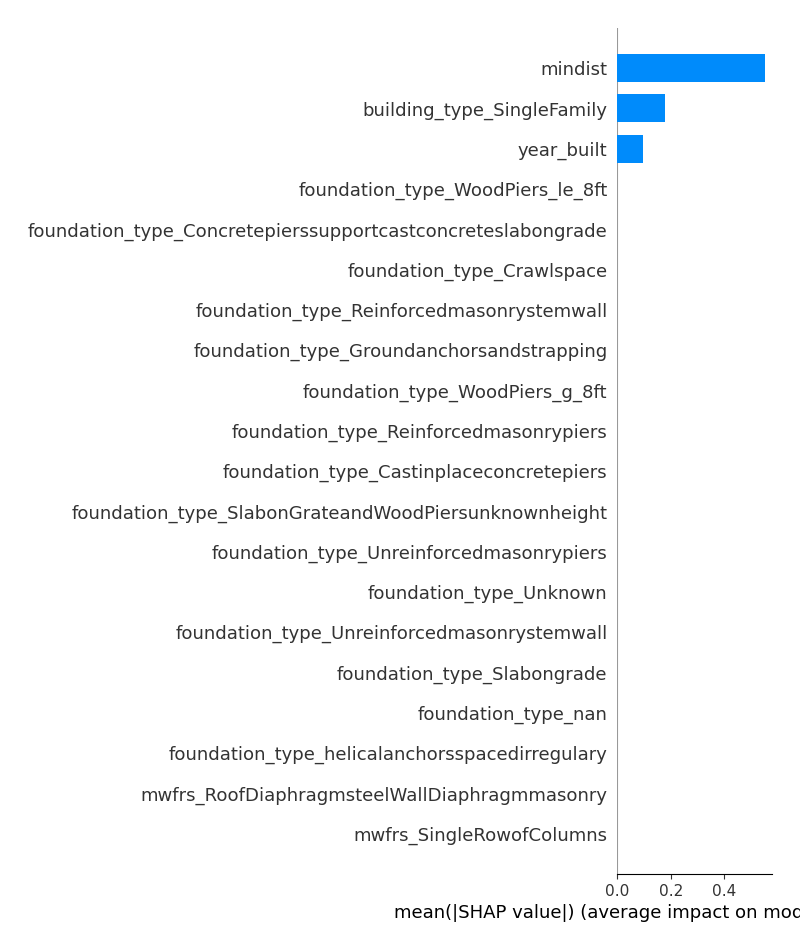 mindist
building_type_SingleFamily
year_built
foundation_type_WoodPiers_le_8ft
foundation_type_Concretepierssupportcastconcreteslabongrade
foundation_type_Crawlspace
foundation_type_Reinforcedmasonrystemwall
foundation_type_Groundanchorsandstrapping
foundation_type_WoodPiers_g_8ft
foundation_type_Reinforcedmasonrypiers
foundation_type_Castinplaceconcretepiers
foundation_type_SlabonGrateandWoodPiersunknownheight
foundation_type_Unreinforcedmasonrypiers
foundation_type_Unknown
foundation_type_Unreinforcedmasonrystemwall
foundation_type_Slabongrade
foundation_type_nan
foundation_type_helicalanchorsspacedirregulary
mwfrs_RoofDiaphragmsteelWallDiaphragmmasonry
mwfrs_SingleRowofColumns
0.0 0.2 0.4
mean(|SHAP value|) (average impact on mod